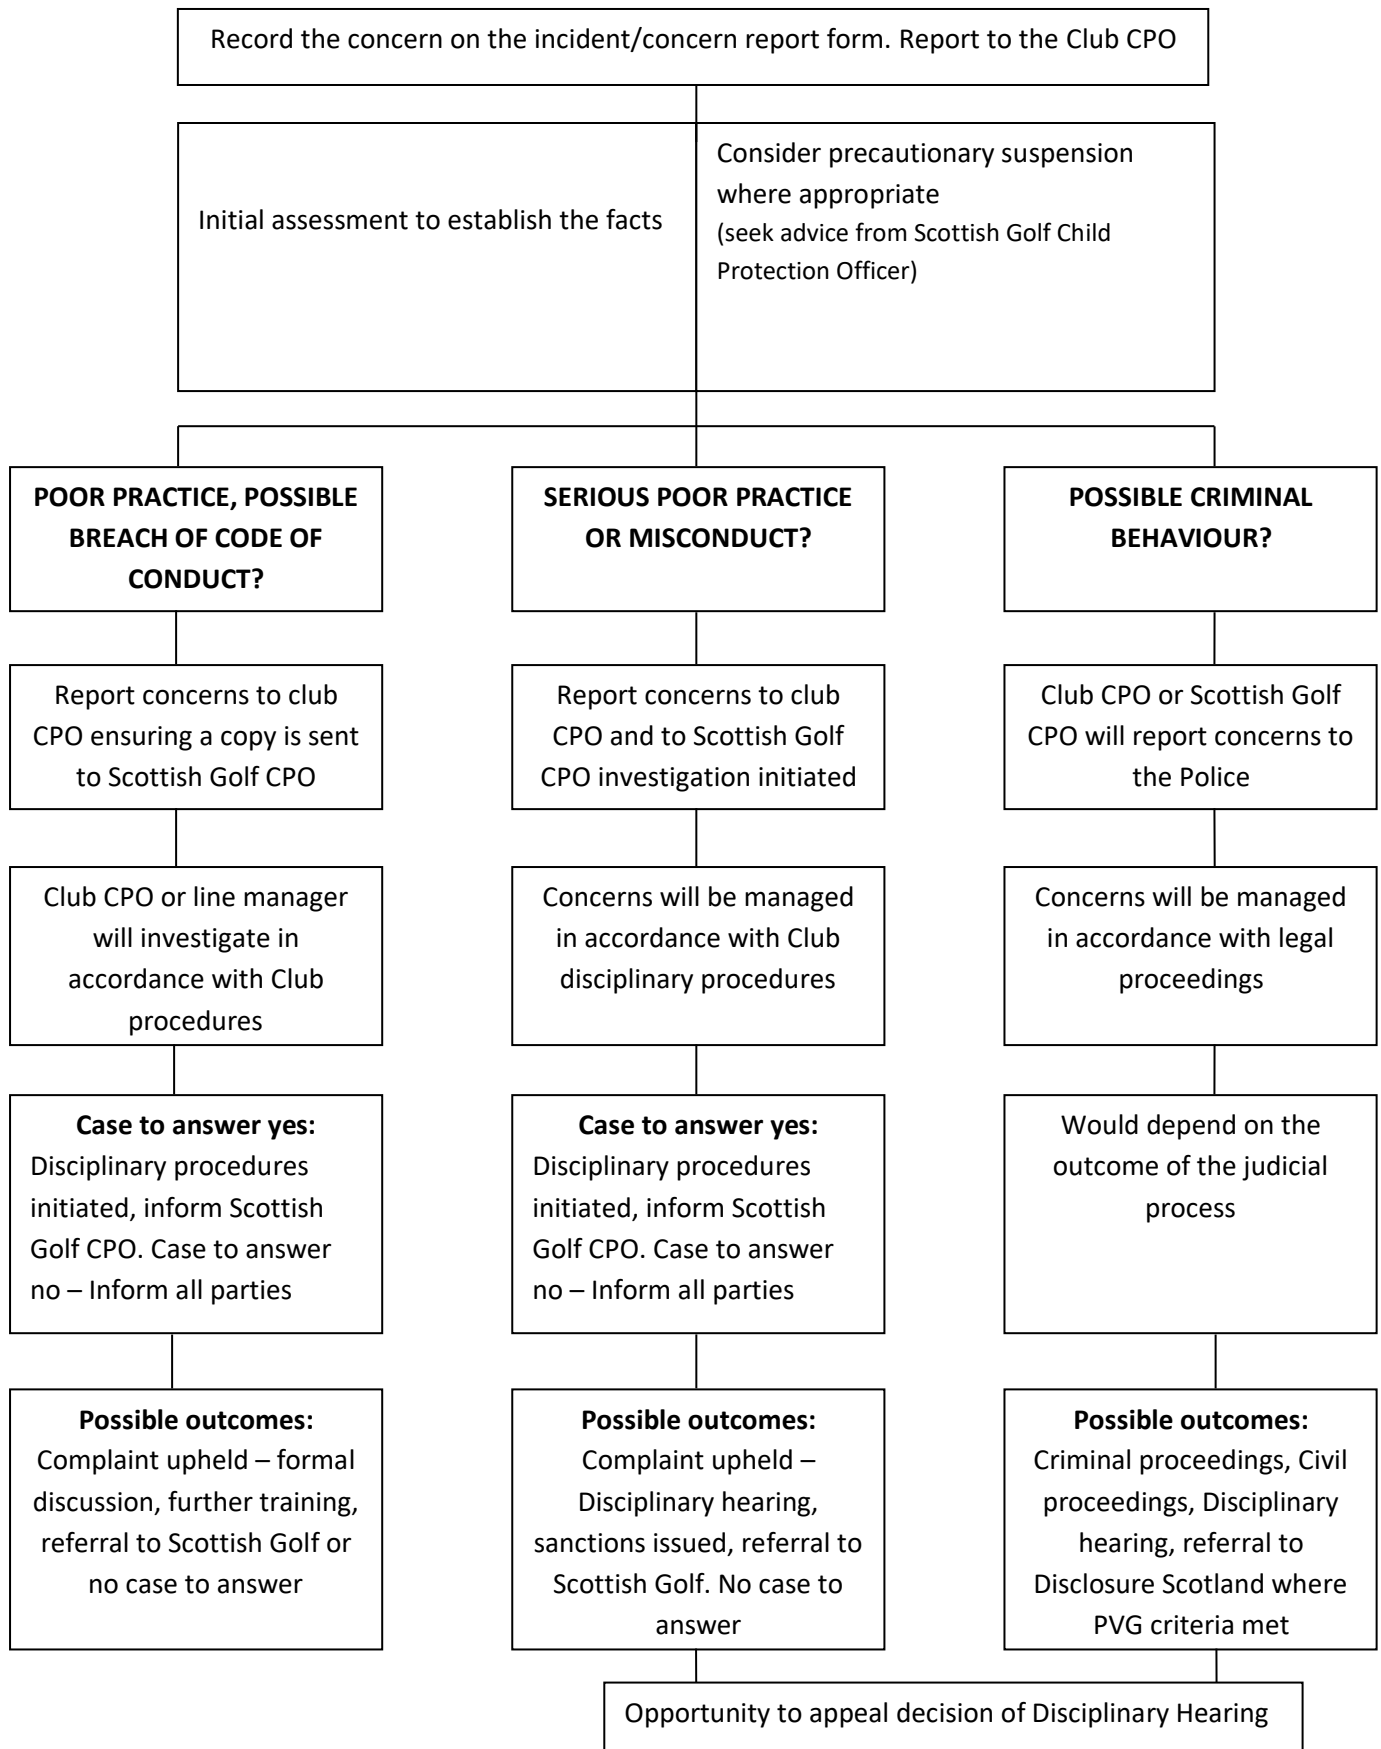 Record the concern on the incident/concern report form. Report to the Club CPO
Initial assessment to establish the facts
Consider precautionary suspension
where appropriate
(seek advice from Scottish Golf Child
Protection Officer)
POOR PRACTICE, POSSIBLE
BREACH OF CODE OF
CONDUCT?
SERIOUS POOR PRACTICE
OR MISCONDUCT?
POSSIBLE CRIMINAL
BEHAVIOUR?
Report concerns to club
CPO ensuring a copy is sent
to Scottish Golf CPO
Report concerns to club
CPO and to Scottish Golf
CPO investigation initiated
Club CPO or Scottish Golf
CPO will report concerns to
the Police
Club CPO or line manager
will investigate in
accordance with Club
procedures
Concerns will be managed
in accordance with Club
disciplinary procedures
Concerns will be managed
in accordance with legal
proceedings
Case to answer yes:
Disciplinary procedures
initiated, inform Scottish
Golf CPO. Case to answer
no – Inform all parties
Case to answer yes:
Disciplinary procedures
initiated, inform Scottish
Golf CPO. Case to answer
no – Inform all parties
Would depend on the
outcome of the judicial
process
Possible outcomes:
Complaint upheld – formal
discussion, further training,
referral to Scottish Golf or
no case to answer
Possible outcomes:
Complaint upheld –
Disciplinary hearing,
sanctions issued, referral to
Scottish Golf. No case to
answer
Possible outcomes:
Criminal proceedings, Civil
proceedings, Disciplinary
hearing, referral to
Disclosure Scotland where
PVG criteria met
Opportunity to appeal decision of Disciplinary Hearing